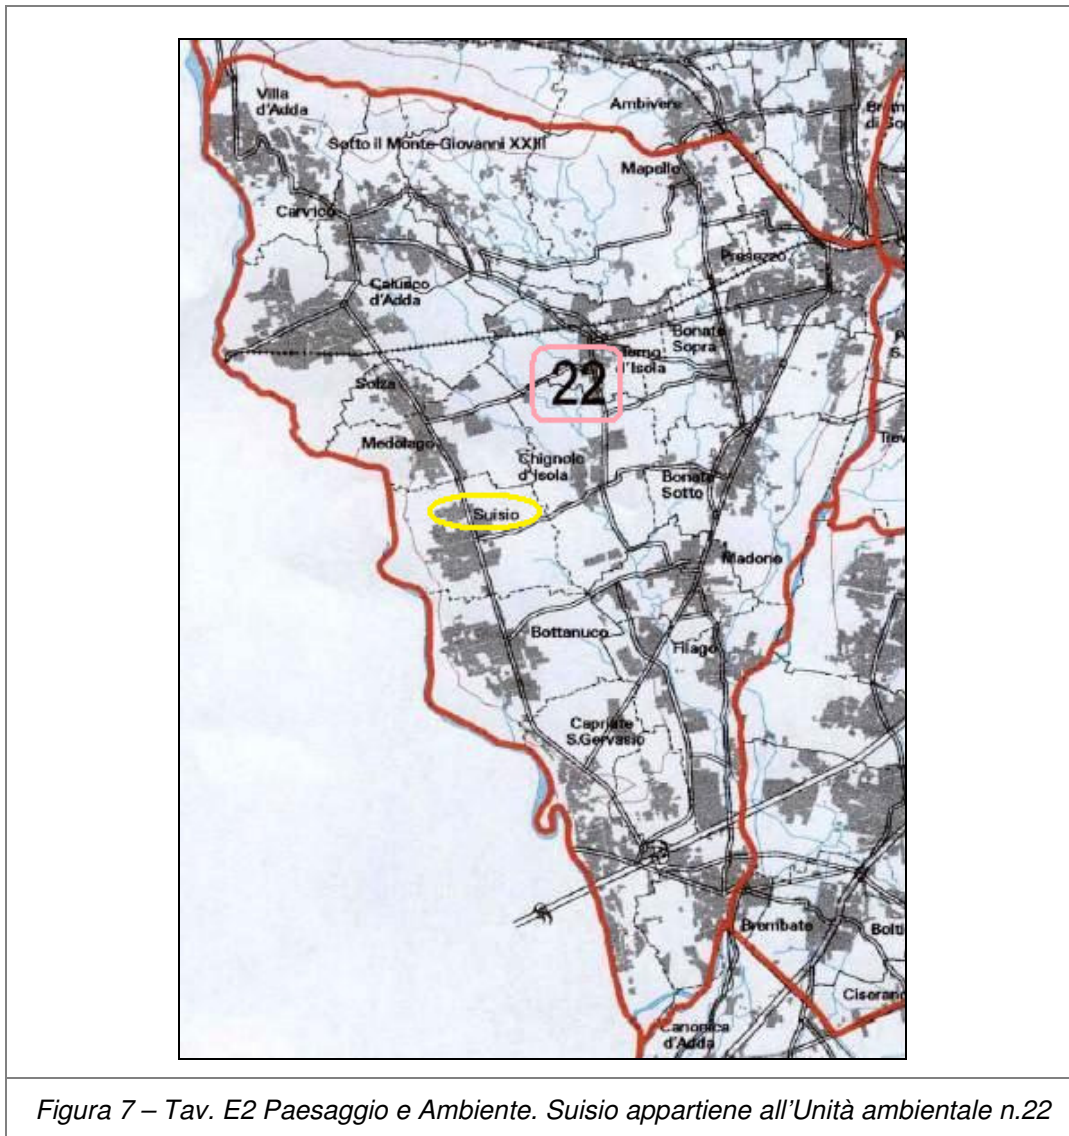 Villa
d'Adda
Ambivere
Sotto il Monte-Giovanni XXIII
Mapello
Carvico
Presezzo
Calusco
d'Adda
Bonate
Sopra
Terno
d'Isola
22
Solza
Medolago
Chignolo
d'Isola
Bonate
Sotto
Suisio
Madone
Bottanuco
Filago
Capriate
S.Gervasio
Brembate
Bolti
Ciserano
Canonica
d'Adda
Figura 7 – Tav. E2 Paesaggio e Ambiente. Suisio appartiene all'Unità ambientale n.22